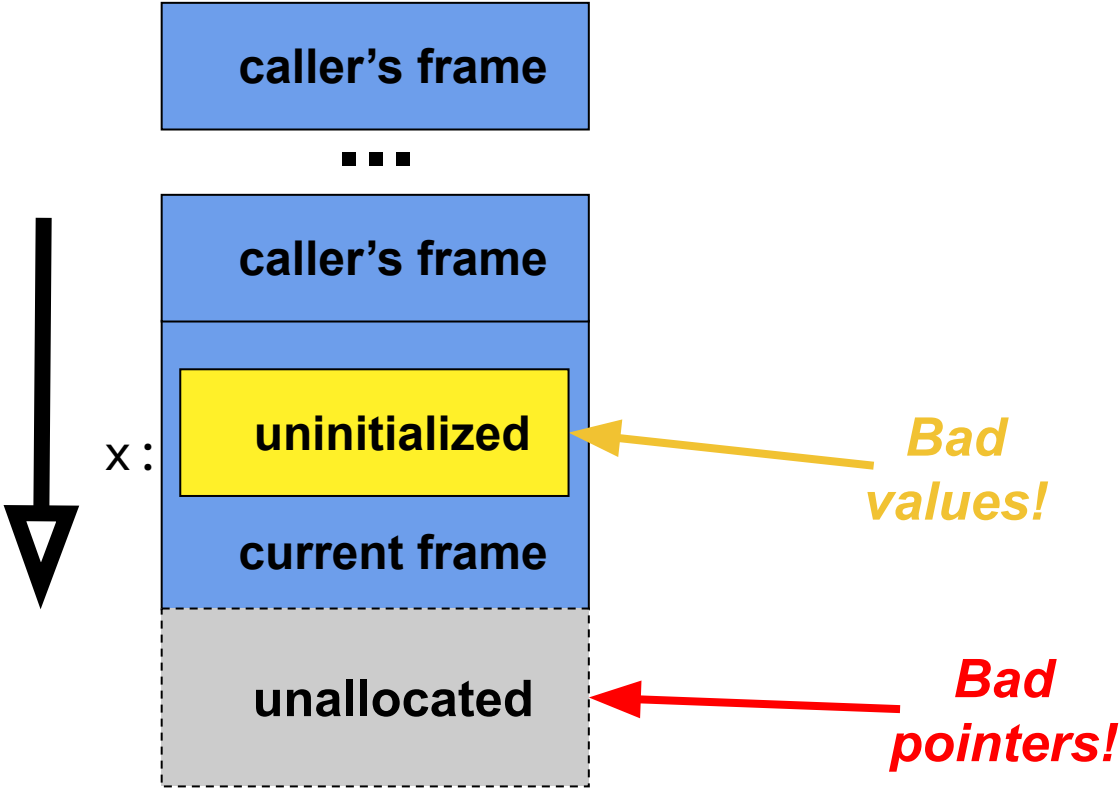 caller’s frame
...
caller’s frame
x:
uninitialized
Bad
values!
current frame
unallocated
Bad
pointers!